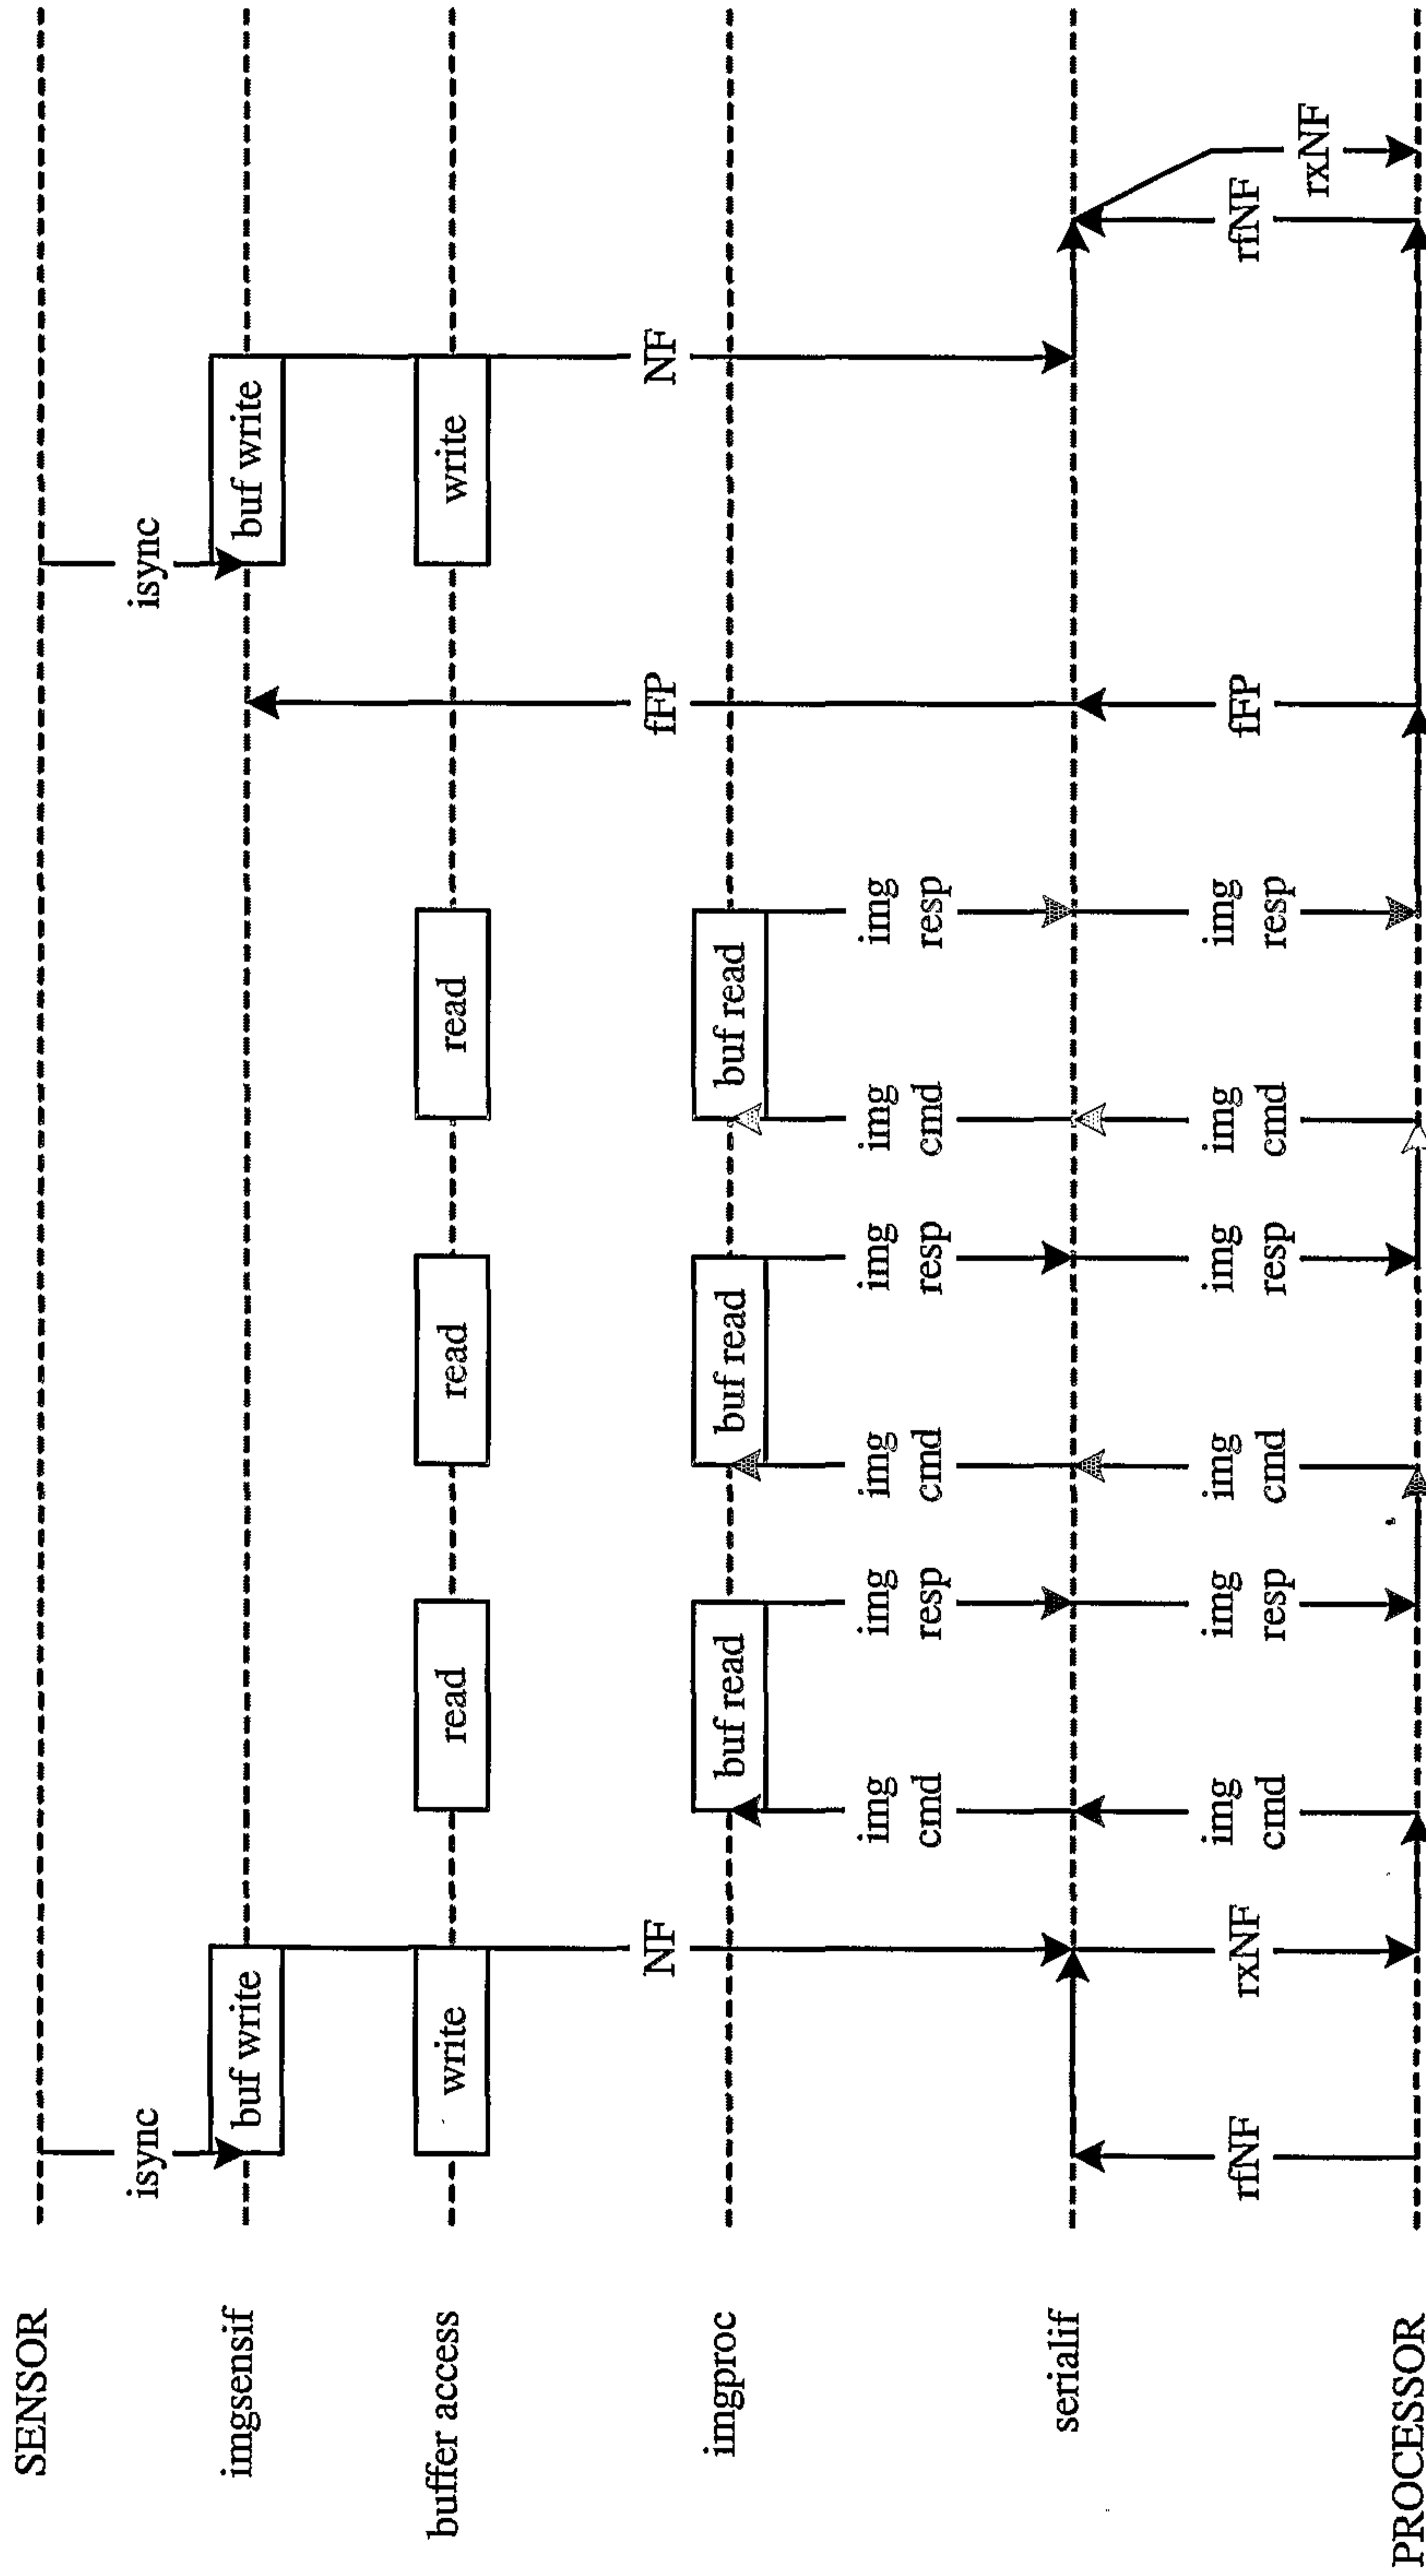 SENSOR
isync
isync
imgsensif
buf write
buf write
buffer access
write
read
read
read
write
NF
fFP
NF
imgproc
buf read
buf read
buf read
img
cmd
img
resp
img
cmd
img
resp
img
cmd
img
resp
serialif
rfNF
rxNF
img
cmd
img
resp
img
cmd
img
resp
img
cmd
img
resp
fFP
rfNF
rxNF
PROCESSOR